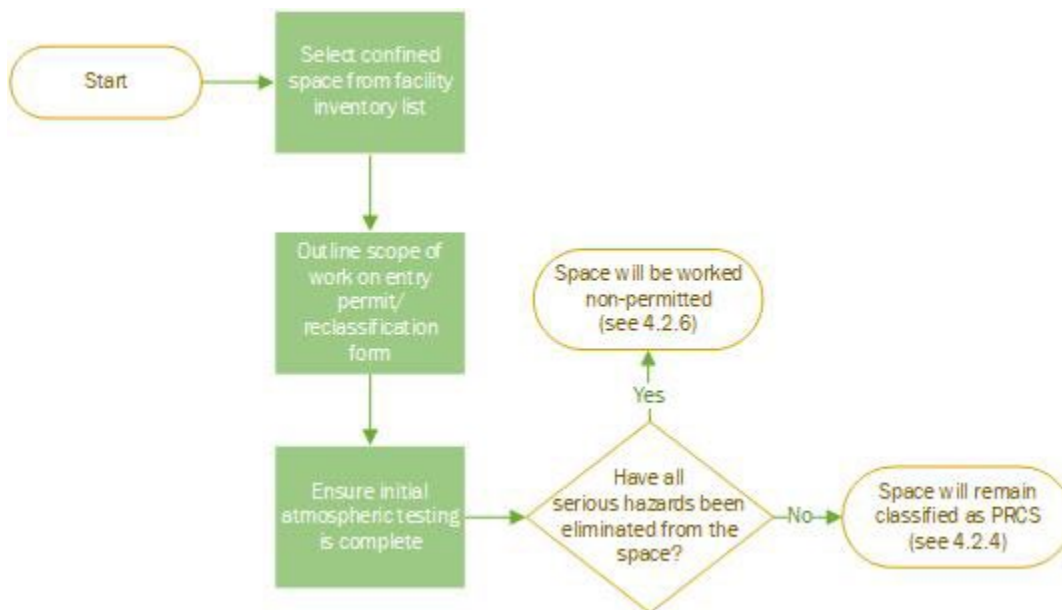 Start
Select confined
space from facility
inventory list
Outline scope of
work on entry
permit/
reclassification
form
Ensure initial
atmospheric testing
is complete
Have all
serious hazards been
eliminated from the
space?
Yes
Space will be worked
non-permitted
(see 4.2.6)
No
Space will remain
classified as PRCS
(see 4.2.4)